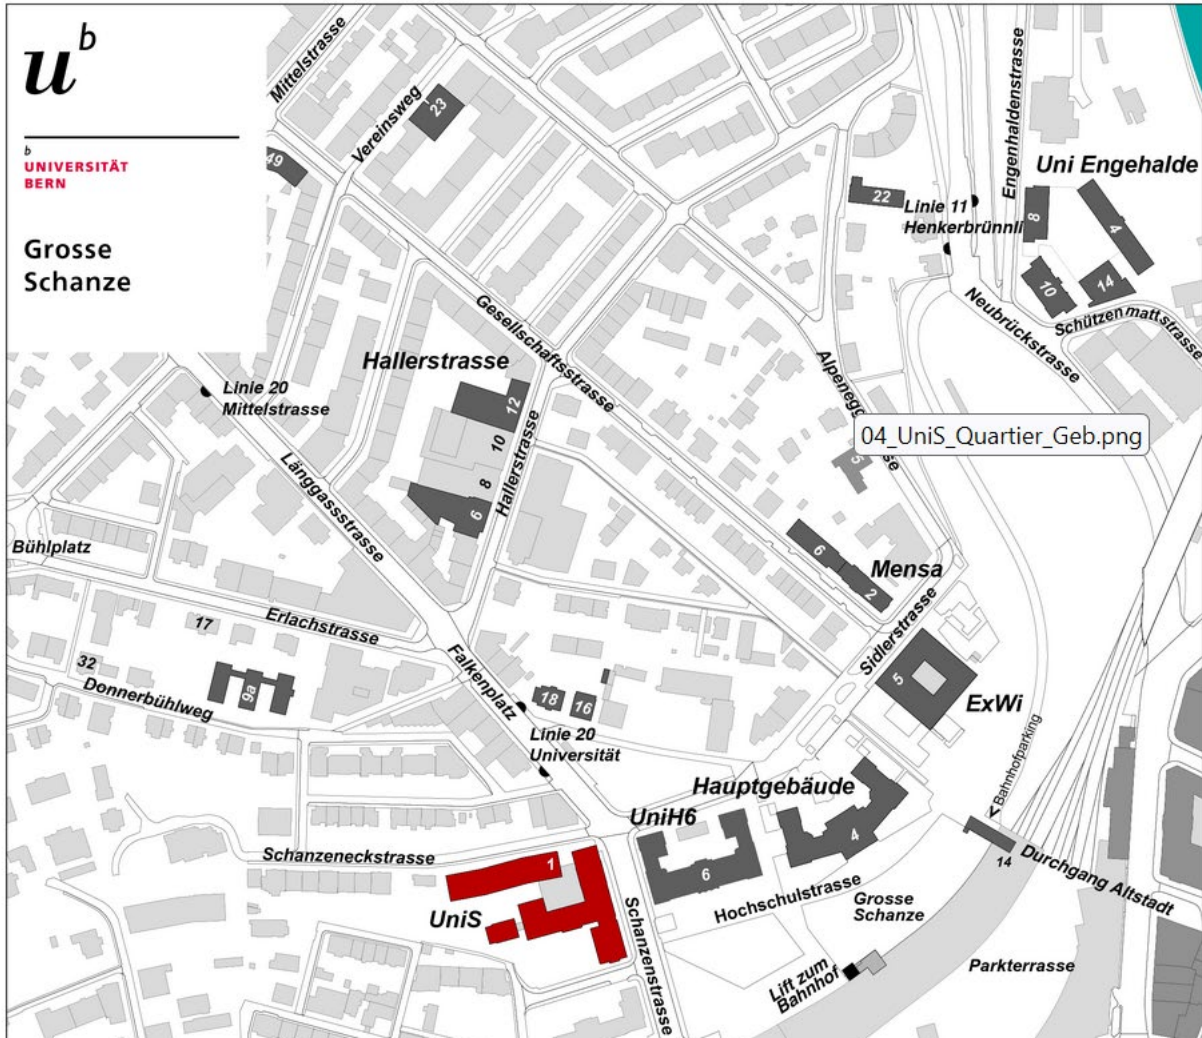 u
b
b
UNIVERSITÄT
BERN
Grosse
Schanze
Mittelstrasse
Vereinsweg
23
49
Engehaldenstrasse
Uni Engehalde
22
Linie 11
Henkerbrünnli
8
4
10
14
Neubrückstrasse
Schützenmattstrasse
Gesellschaftsstrasse
Hallerstrasse
12
10
8
6
Hallerstrasse
Linie 20
Mittelstrasse
Länggassstrasse
04_UniS_Quartier_Geb.png
5
Bühlplatz
Erlachstrasse
17
32
9a
Donnerbühlweg
Falkenplatz
18
16
Linie 20
Universität
6
2
Mensa
Sidlerstrasse
5
ExWi
Bahnhofparking
Hauptgebäude
4
UniH6
6
14
Durchgang Altstadt
Schanzeneckstrasse
1
UniS
Schanzenstrasse
Hochschulstrasse
Grosse
Schanze
Lift zum
Bahnhof
Parkterrasse